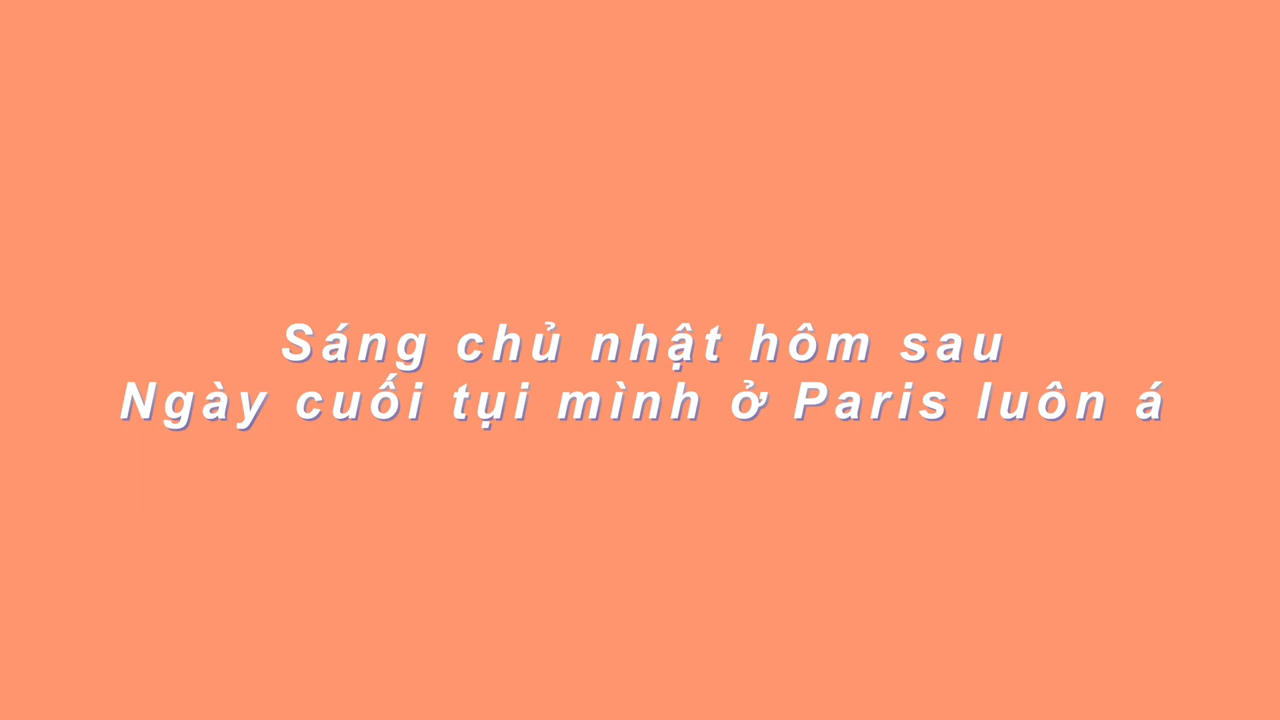 Sáng chủ nhật hôm sau
Ngày cuối tụi mình ở Paris luôn á